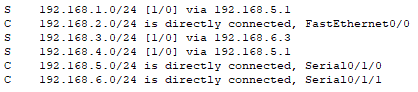 S 192.168.1.0/24 [1/0] via 192.168.5.1
C 192.168.2.0/24 is directly connected, FastEthernet0/0
S 192.168.3.0/24 [1/0] via 192.168.6.3
S 192.168.4.0/24 [1/0] via 192.168.5.1
C 192.168.5.0/24 is directly connected, Serial0/1/0
C 192.168.6.0/24 is directly connected, Serial0/1/1